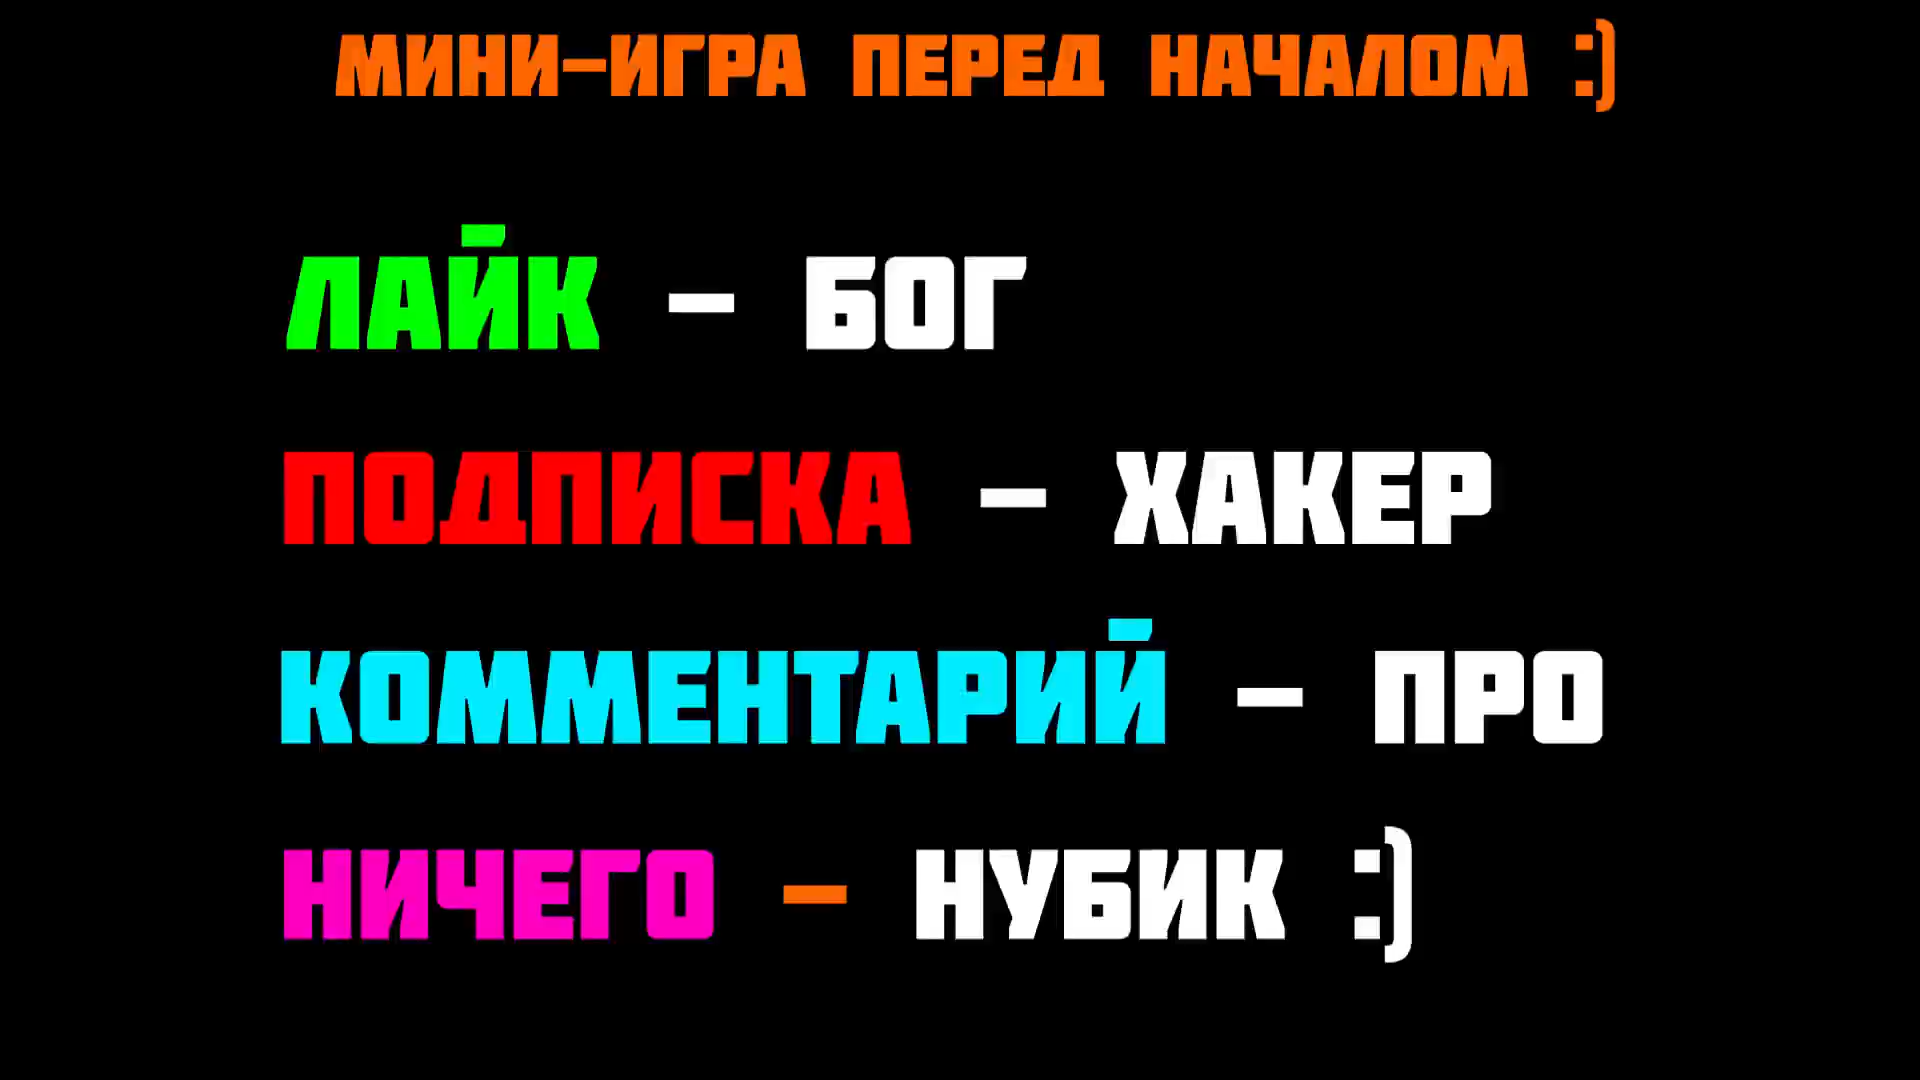 МИНИ-ИГРА ПЕРЕД НАЧАЛОМ :)
ЛАЙК - БОГ
ПОДПИСКА - ХАКЕР
КОММЕНТАРИЙ - ПРО
НИЧЕГО - НУБИК :)